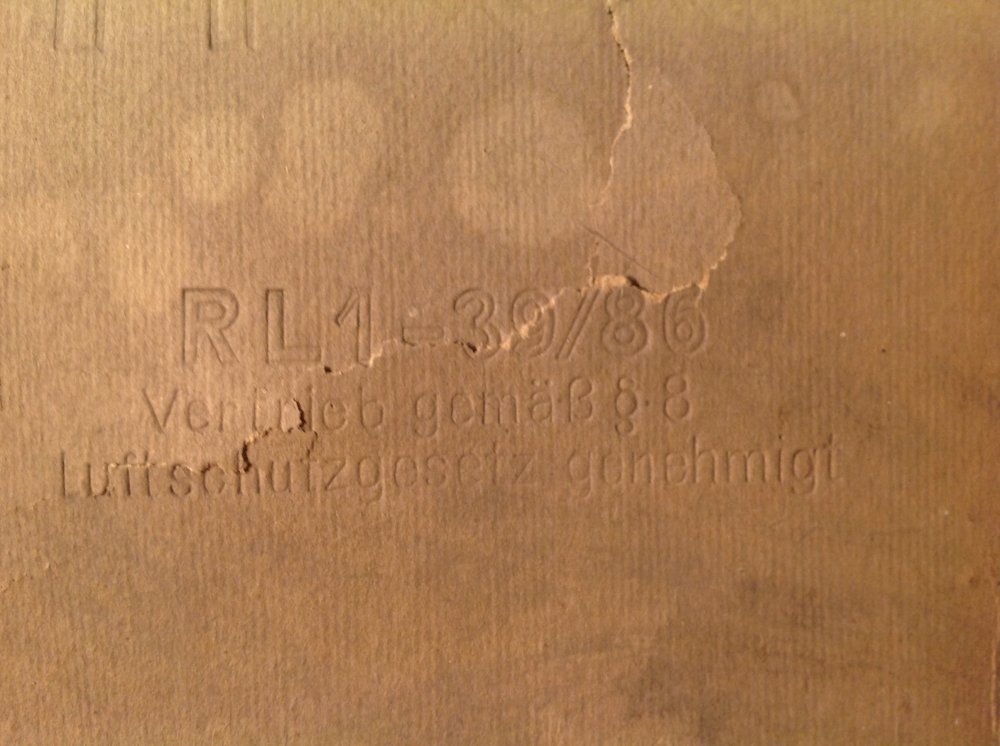 RL1-39/86
Vertrieb gemäß §.8
Luftschutzgesetz genehmigt